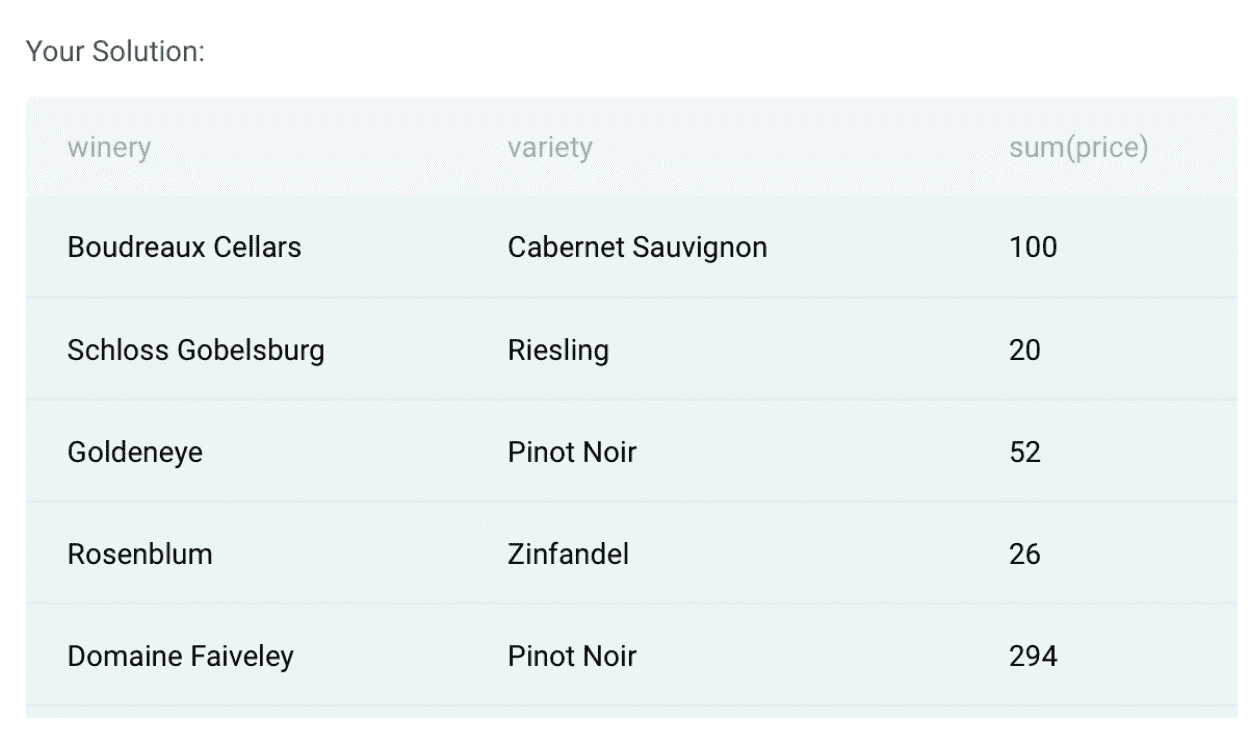 Your Solution:
winery variety sum(price)
Boudreaux Cellars Cabernet Sauvignon 100
Schloss Gobelsburg Riesling 20
Goldeneye Pinot Noir 52
Rosenblum Zinfandel 26
Domaine Faiveley Pinot Noir 294